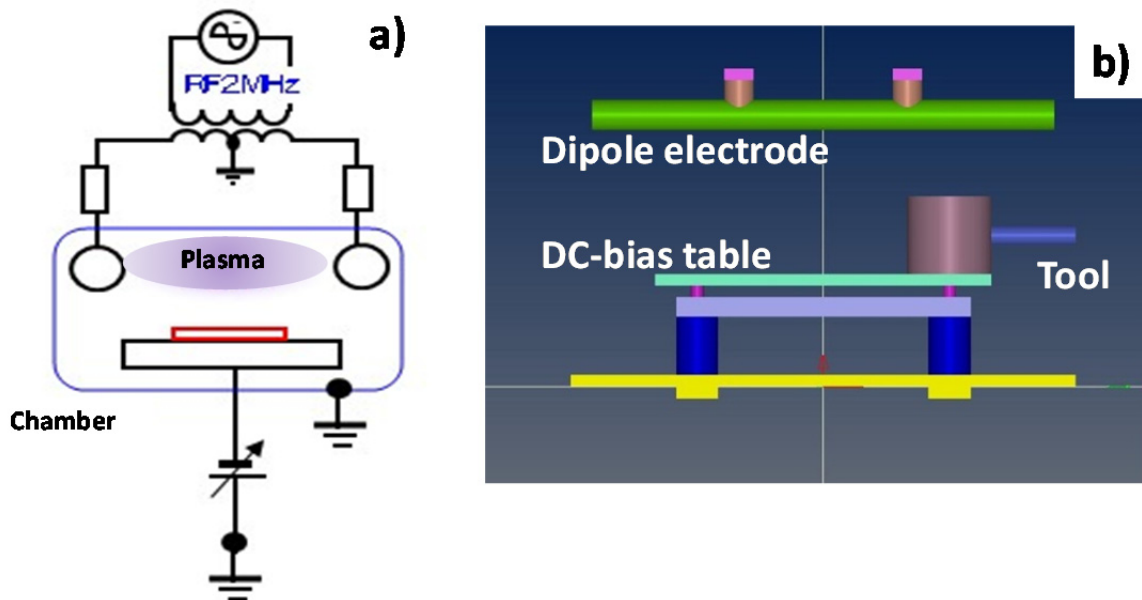 a)
RF2MHz
Plasma
Chamber
b)
Dipole electrode
DC-bias table
Tool